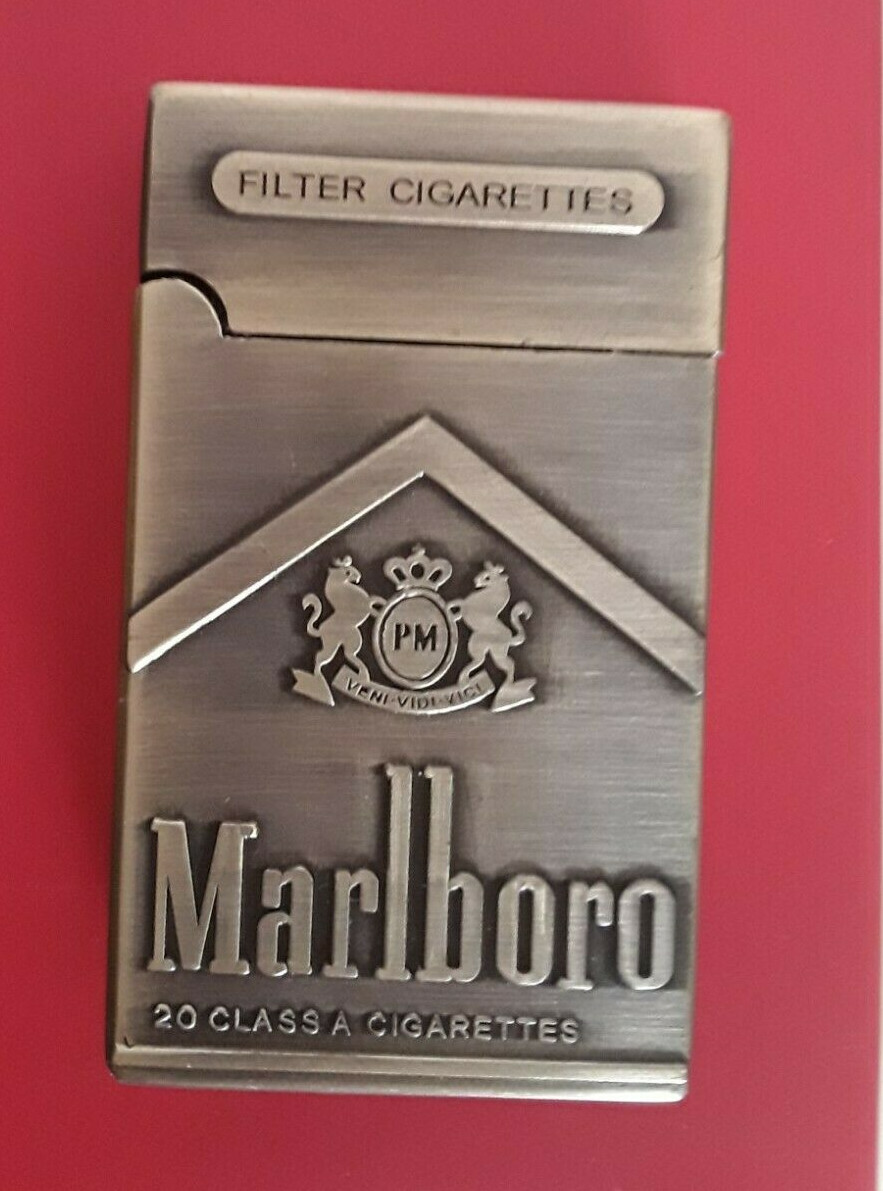 FILTER CIGARETTES
PM
VENI·VIDI·VICI
Marlboro
20 CLASS A CIGARETTES